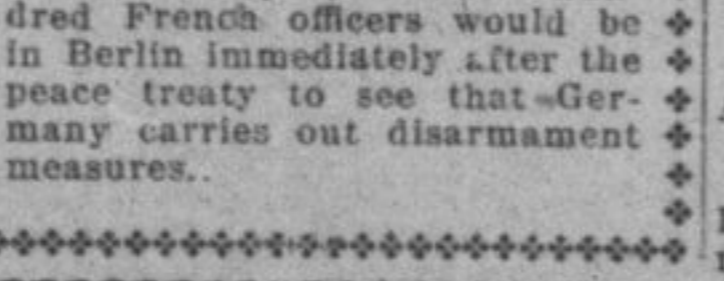 dred French officers would be
in Berlin immediately after the
peace treaty to see that Ger-
many carries out disarmament
measures..